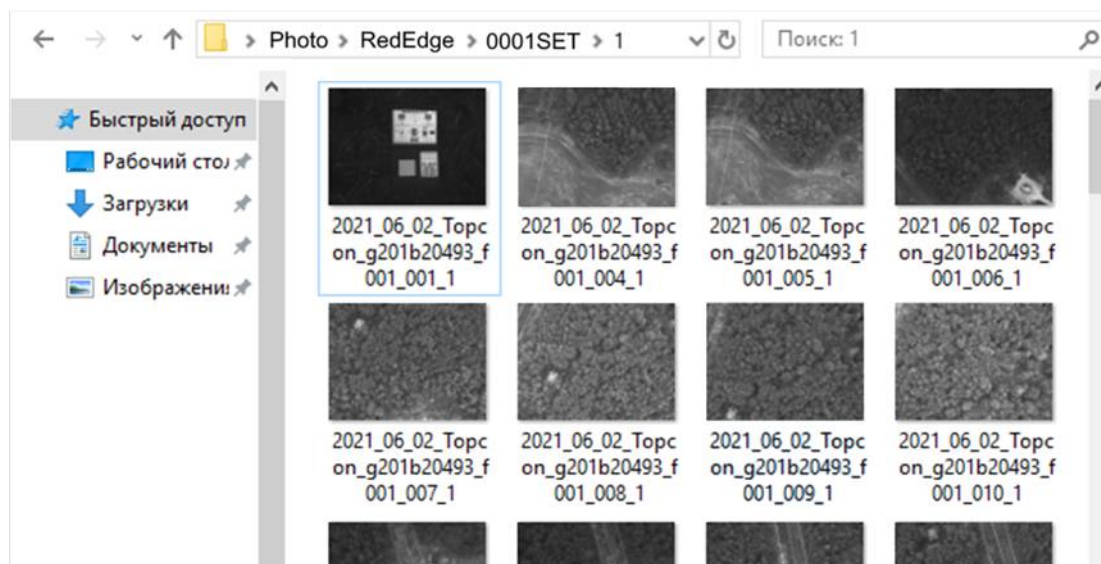 Photo > RedEdge > 0001SET > 1
Поиск: 1
Быстрый доступ
Рабочий сто
Загрузки
Документы
Изображени
2021_06_02_Topc
on_g201b20493_f
001_001_1
2021_06_02_Topc
on_g201b20493_f
001_004_1
2021_06_02_Topc
on_g201b20493_f
001_005_1
2021_06_02_Topc
on_g201b20493_f
001_006_1
2021_06_02_Topc
on_g201b20493_f
001_007_1
2021_06_02_Topc
on_g201b20493_f
001_008_1
2021_06_02_Topc
on_g201b20493_f
001_009_1
2021_06_02_Topc
on_g201b20493_f
001_010_1